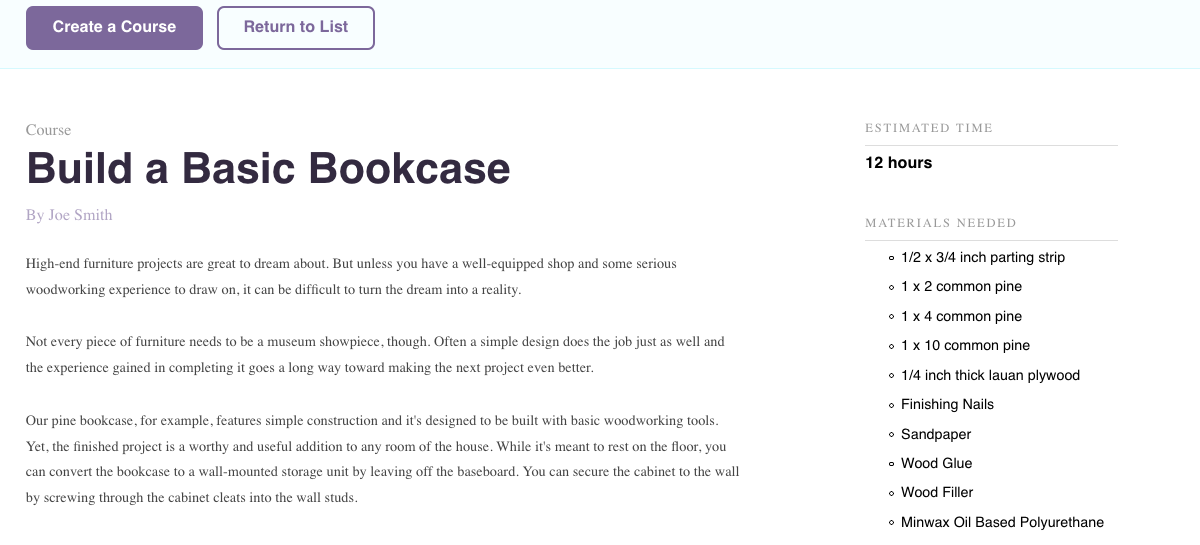 Create a Course
Return to List
Course
Build a Basic Bookcase
By Joe Smith
High-end furniture projects are great to dream about. But unless you have a well-equipped shop and some serious
woodworking experience to draw on, it can be difficult to turn the dream into a reality.
Not every piece of furniture needs to be a museum showpiece, though. Often a simple design does the job just as well and
the experience gained in completing it goes a long way toward making the next project even better.
Our pine bookcase, for example, features simple construction and it's designed to be built with basic woodworking tools.
Yet, the finished project is a worthy and useful addition to any room of the house. While it's meant to rest on the floor, you
can convert the bookcase to a wall-mounted storage unit by leaving off the baseboard. You can secure the cabinet to the wall
by screwing through the cabinet cleats into the wall studs.
ESTIMATED TIME
12 hours
MATERIALS NEEDED
1/2 x 3/4 inch parting strip
1 x 2 common pine
1 x 4 common pine
1 x 10 common pine
1/4 inch thick lauan plywood
Finishing Nails
Sandpaper
Wood Glue
Wood Filler
Minwax Oil Based Polyurethane